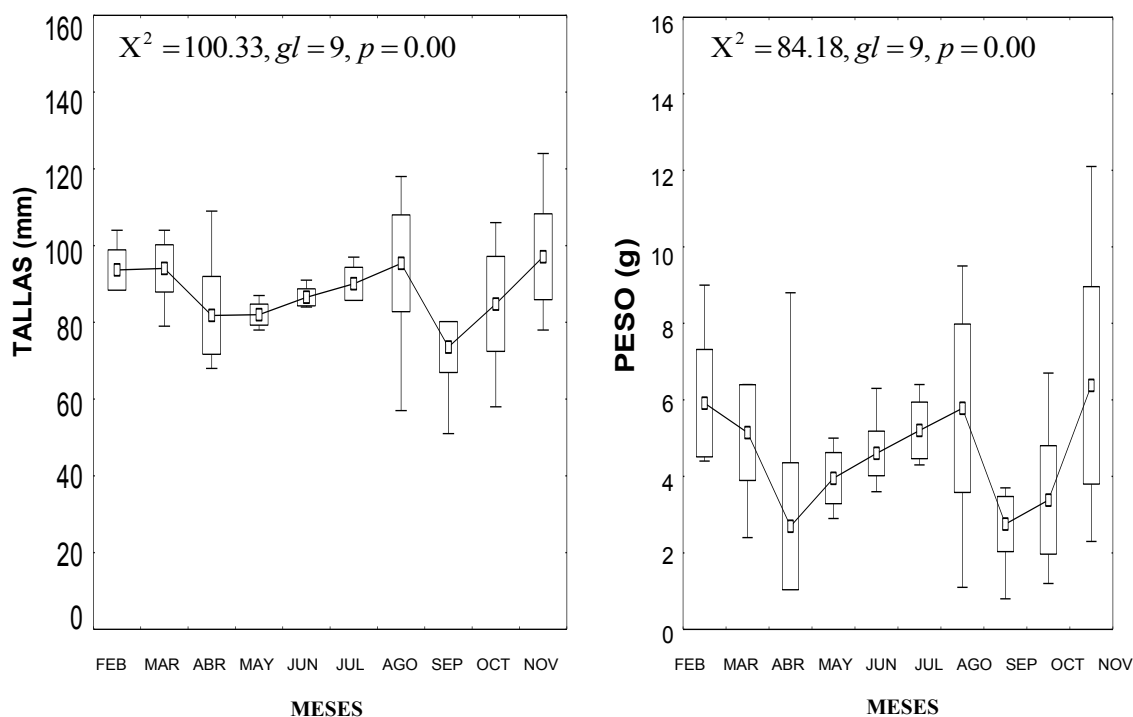 X² = 100.33, gl = 9, p = 0.00
TALLAS (mm)
160
140
120
100
80
60
40
20
0
FEB MAR ABR MAY JUN JUL AGO SEP OCT NOV
MESES
X² = 84.18, gl = 9, p = 0.00
PESO (g)
16
14
12
10
8
6
4
2
0
FEB MAR ABR MAY JUN JUL AGO SEP OCT NOV
MESES